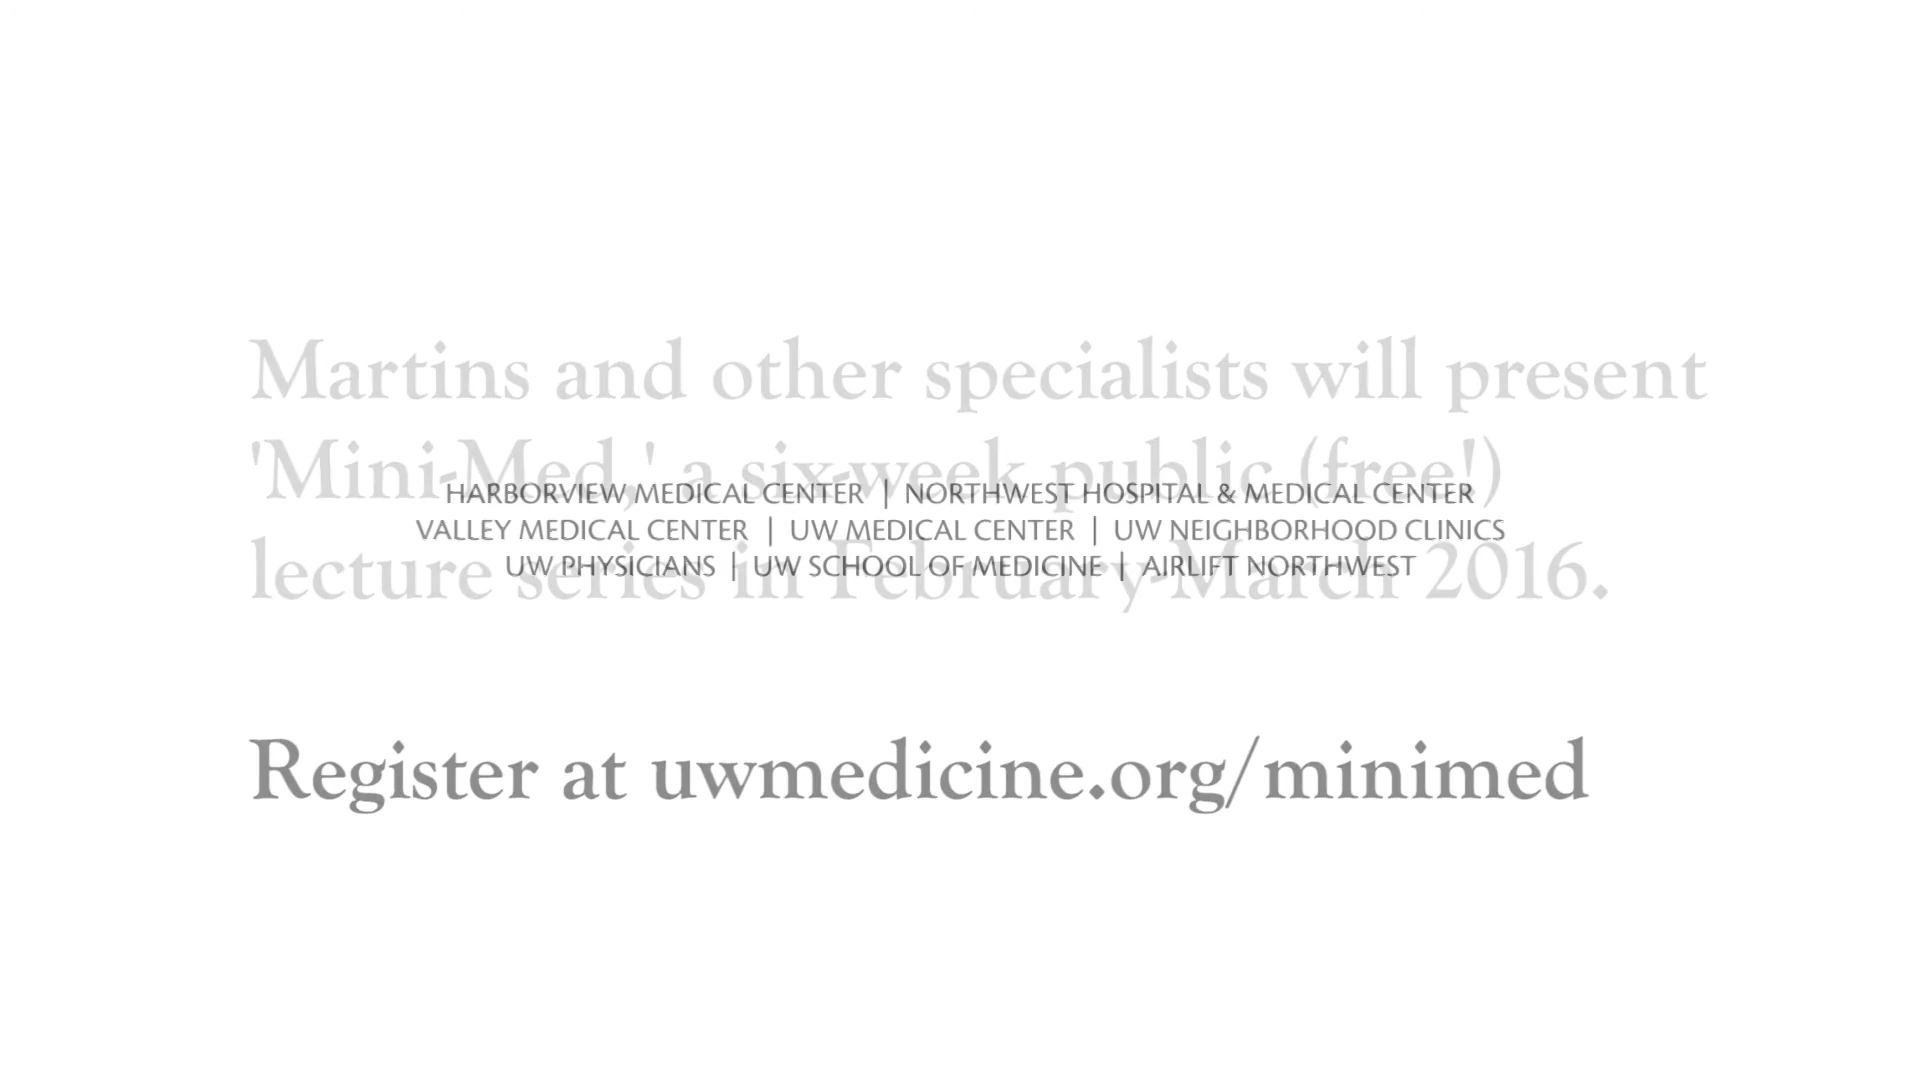 Martins and other specialists will present
'Mini-Med,' a six-week public (free!)
HARBORVIEW MEDICAL CENTER | NORTHWEST HOSPITAL & MEDICAL CENTER
VALLEY MEDICAL CENTER | UW MEDICAL CENTER | UW NEIGHBORHOOD CLINICS
lecture series in February-March 2016.
UW PHYSICIANS | UW SCHOOL OF MEDICINE | AIRLIFT NORTHWEST
Register at uwmedicine.org/minimed